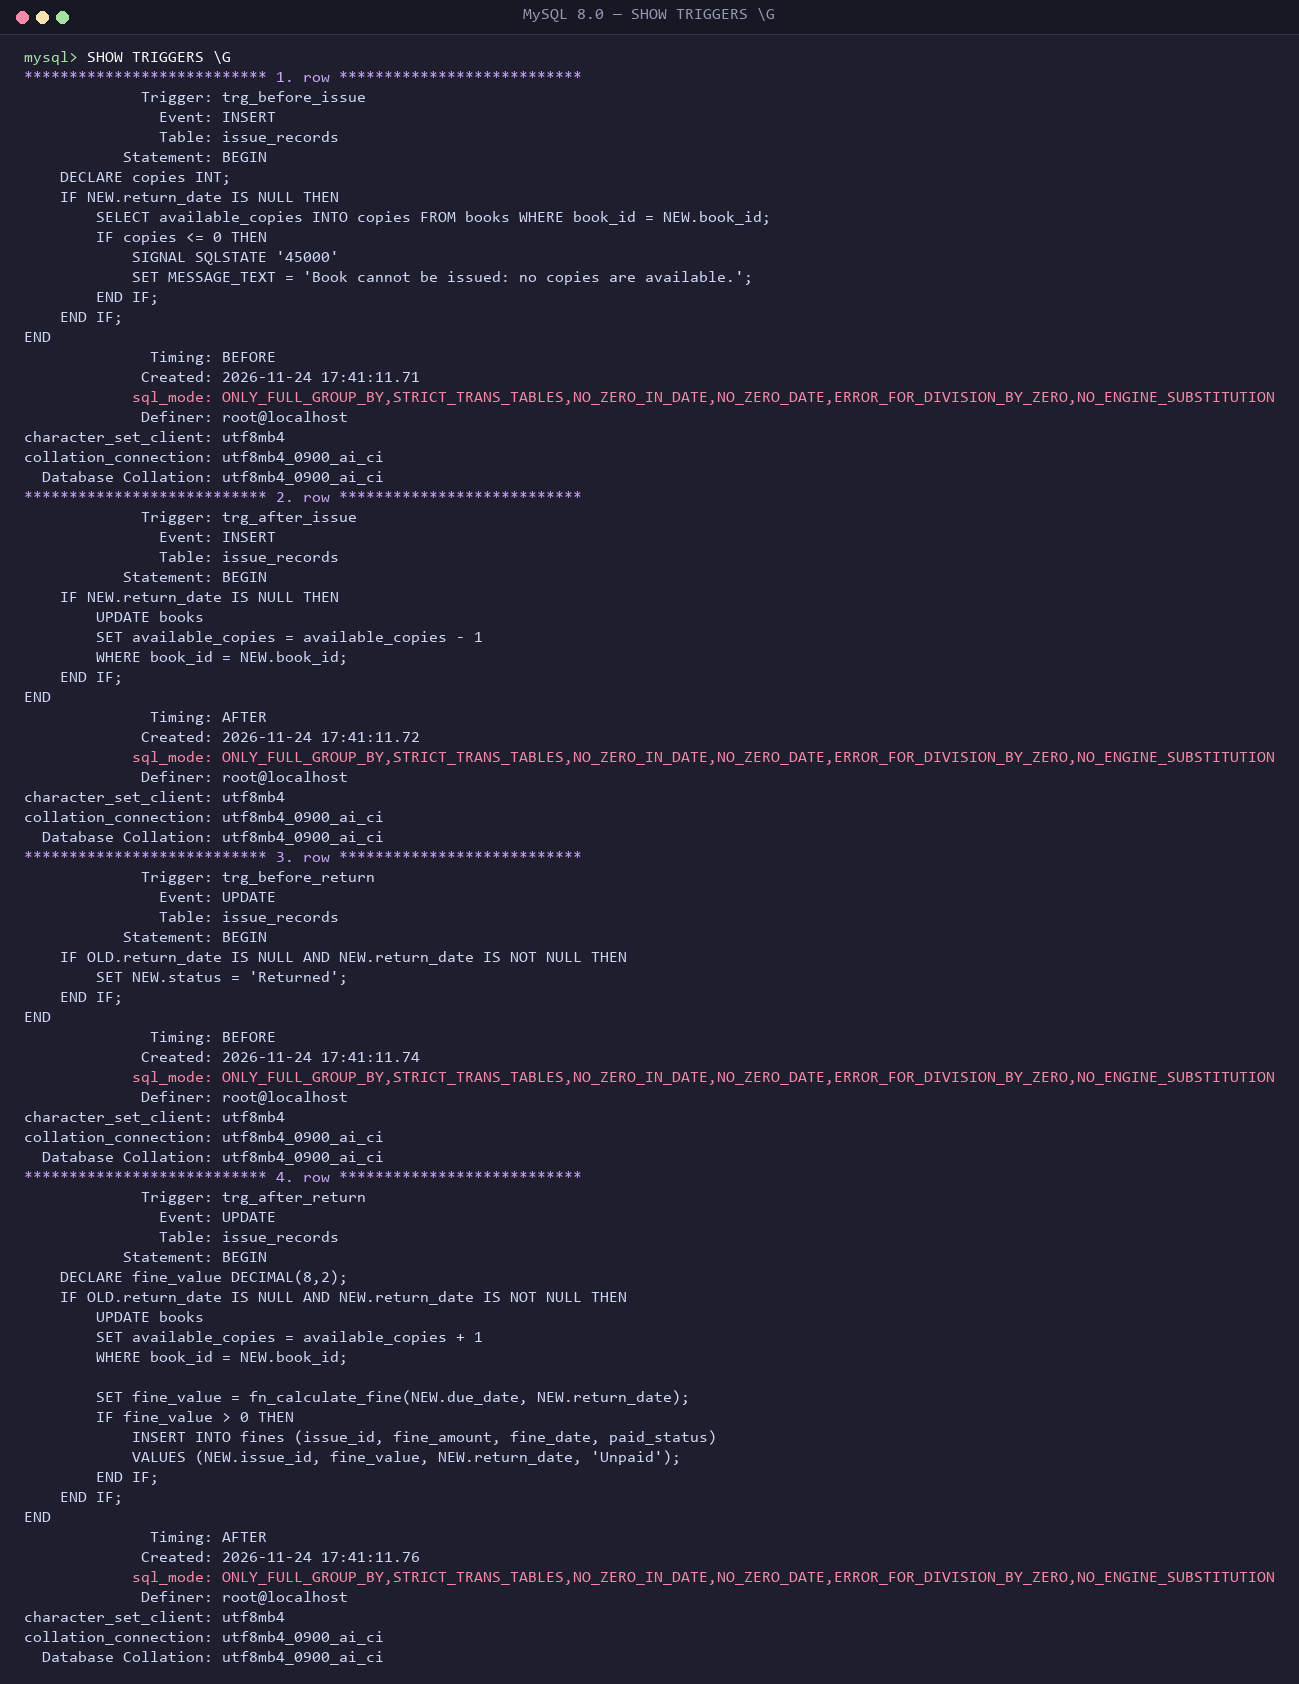 MySQL 8.0 — SHOW TRIGGERS \G
mysql> SHOW TRIGGERS \G
*************************** 1. row ***************************
             Trigger: trg_before_issue
               Event: INSERT
               Table: issue_records
           Statement: BEGIN
    DECLARE copies INT;
    IF NEW.return_date IS NULL THEN
        SELECT available_copies INTO copies FROM books WHERE book_id = NEW.book_id;
        IF copies <= 0 THEN
            SIGNAL SQLSTATE '45000'
            SET MESSAGE_TEXT = 'Book cannot be issued: no copies are available.';
        END IF;
    END IF;
END
              Timing: BEFORE
             Created: 2026-11-24 17:41:11.71
            sql_mode: ONLY_FULL_GROUP_BY,STRICT_TRANS_TABLES,NO_ZERO_IN_DATE,NO_ZERO_DATE,ERROR_FOR_DIVISION_BY_ZERO,NO_ENGINE_SUBSTITUTION
             Definer: root@localhost
character_set_client: utf8mb4
collation_connection: utf8mb4_0900_ai_ci
  Database Collation: utf8mb4_0900_ai_ci
*************************** 2. row ***************************
             Trigger: trg_after_issue
               Event: INSERT
               Table: issue_records
           Statement: BEGIN
    IF NEW.return_date IS NULL THEN
        UPDATE books
        SET available_copies = available_copies - 1
        WHERE book_id = NEW.book_id;
    END IF;
END
              Timing: AFTER
             Created: 2026-11-24 17:41:11.72
            sql_mode: ONLY_FULL_GROUP_BY,STRICT_TRANS_TABLES,NO_ZERO_IN_DATE,NO_ZERO_DATE,ERROR_FOR_DIVISION_BY_ZERO,NO_ENGINE_SUBSTITUTION
             Definer: root@localhost
character_set_client: utf8mb4
collation_connection: utf8mb4_0900_ai_ci
  Database Collation: utf8mb4_0900_ai_ci
*************************** 3. row ***************************
             Trigger: trg_before_return
               Event: UPDATE
               Table: issue_records
           Statement: BEGIN
    IF OLD.return_date IS NULL AND NEW.return_date IS NOT NULL THEN
        SET NEW.status = 'Returned';
    END IF;
END
              Timing: BEFORE
             Created: 2026-11-24 17:41:11.74
            sql_mode: ONLY_FULL_GROUP_BY,STRICT_TRANS_TABLES,NO_ZERO_IN_DATE,NO_ZERO_DATE,ERROR_FOR_DIVISION_BY_ZERO,NO_ENGINE_SUBSTITUTION
             Definer: root@localhost
character_set_client: utf8mb4
collation_connection: utf8mb4_0900_ai_ci
  Database Collation: utf8mb4_0900_ai_ci
*************************** 4. row ***************************
             Trigger: trg_after_return
               Event: UPDATE
               Table: issue_records
           Statement: BEGIN
    DECLARE fine_value DECIMAL(8,2);
    IF OLD.return_date IS NULL AND NEW.return_date IS NOT NULL THEN
        UPDATE books
        SET available_copies = available_copies + 1
        WHERE book_id = NEW.book_id;

        SET fine_value = fn_calculate_fine(NEW.due_date, NEW.return_date);
        IF fine_value > 0 THEN
            INSERT INTO fines (issue_id, fine_amount, fine_date, paid_status)
            VALUES (NEW.issue_id, fine_value, NEW.return_date, 'Unpaid');
        END IF;
    END IF;
END
              Timing: AFTER
             Created: 2026-11-24 17:41:11.76
            sql_mode: ONLY_FULL_GROUP_BY,STRICT_TRANS_TABLES,NO_ZERO_IN_DATE,NO_ZERO_DATE,ERROR_FOR_DIVISION_BY_ZERO,NO_ENGINE_SUBSTITUTION
             Definer: root@localhost
character_set_client: utf8mb4
collation_connection: utf8mb4_0900_ai_ci
  Database Collation: utf8mb4_0900_ai_ci